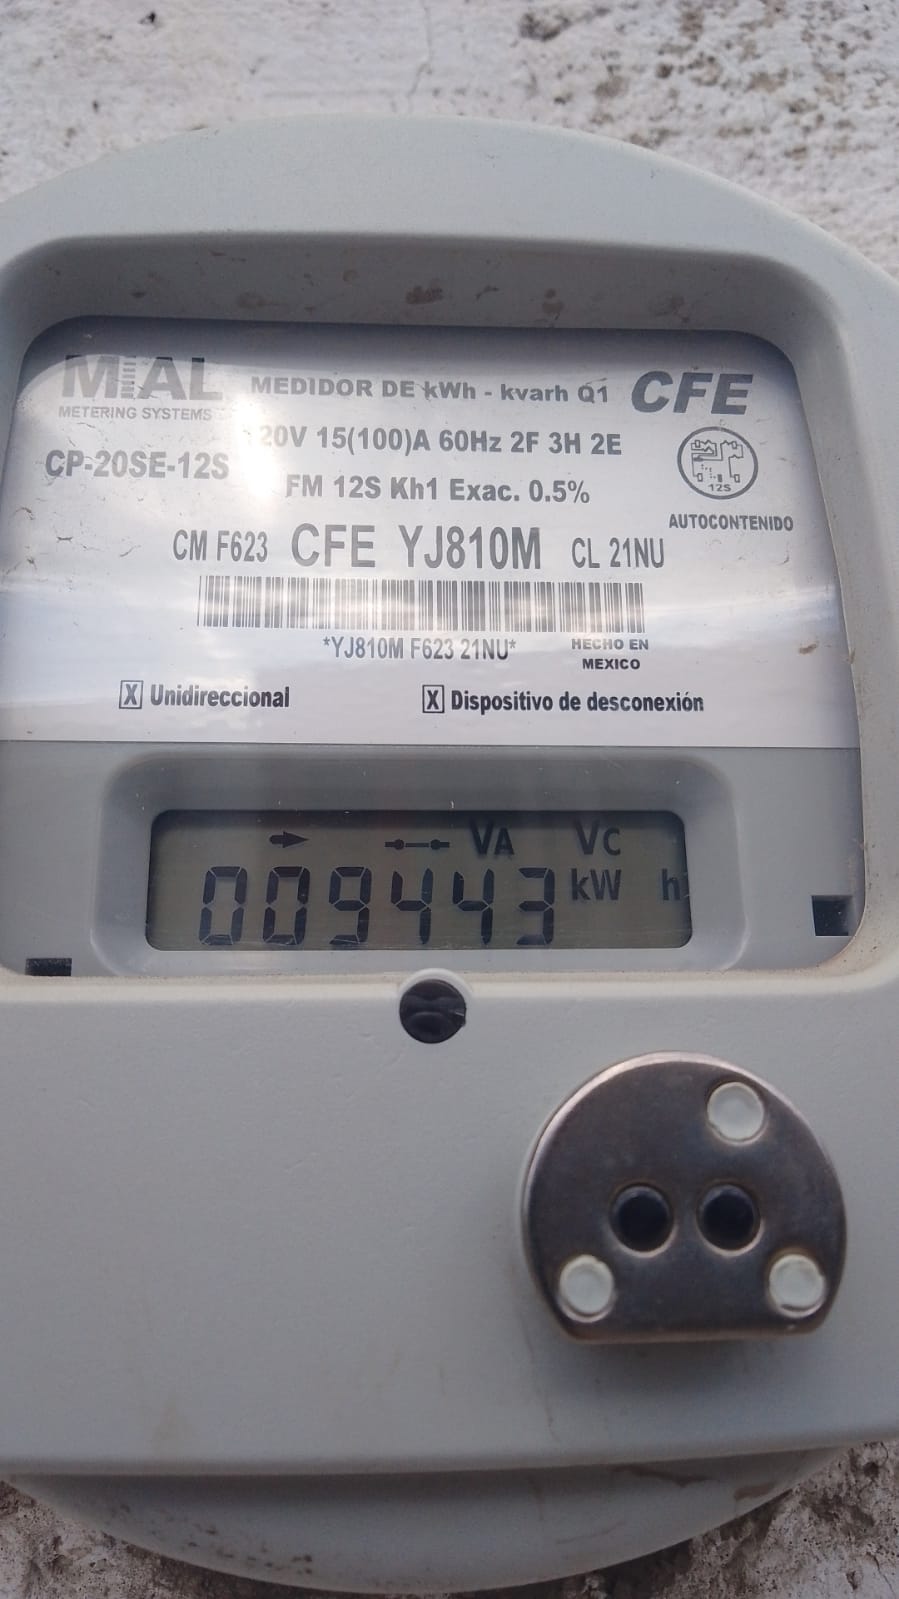 MIAL
METERING SYSTEMS
MEDIDOR DE kWh - kvarh Q1
CFE
20V 15(100)A 60Hz 2F 3H 2E
CP-20SE-12S
FM 12S Kh1 Exac. 0.5%
12S
AUTOCONTENIDO
CM F623 CFE YJ810M CL 21NU
*YJ810M F623 21NU*
HECHO EN
MEXICO
X Unidireccional
X Dispositivo de desconexión
VA VC
009443 kW h